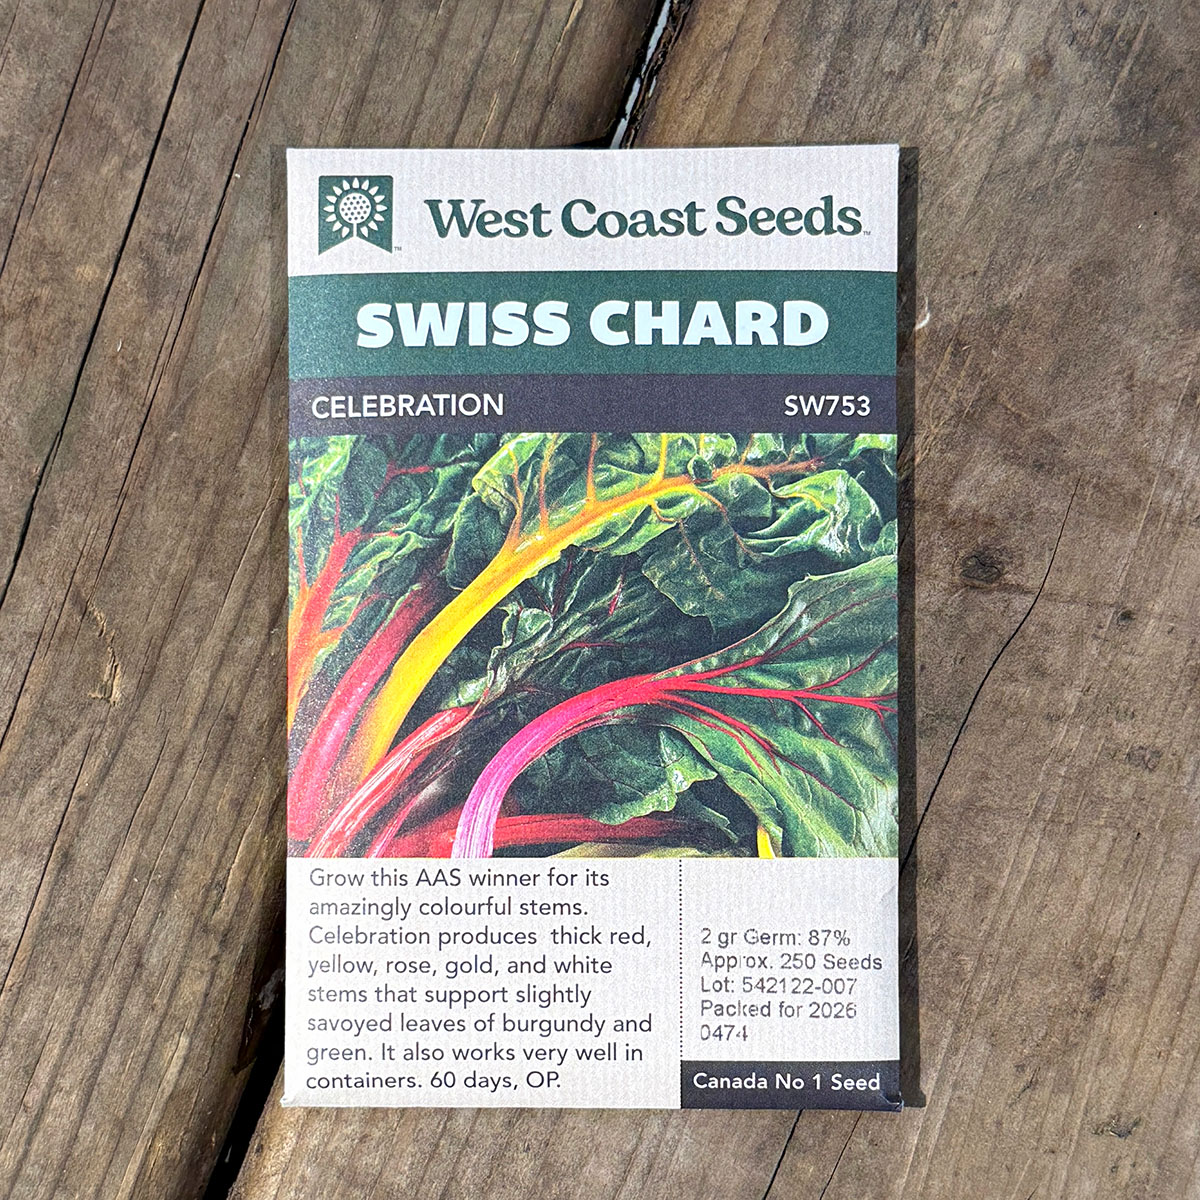 West Coast Seeds™
™
SWISS CHARD
CELEBRATION SW753
Grow this AAS winner for its
amazingly colourful stems.
Celebration produces thick red,
yellow, rose, gold, and white
stems that support slightly
savoyed leaves of burgundy and
green. It also works very well in
containers. 60 days, OP.
2 gr Germ: 87%
Approx. 250 Seeds
Lot: 542122-007
Packed for 2026
0474
Canada No 1 Seed